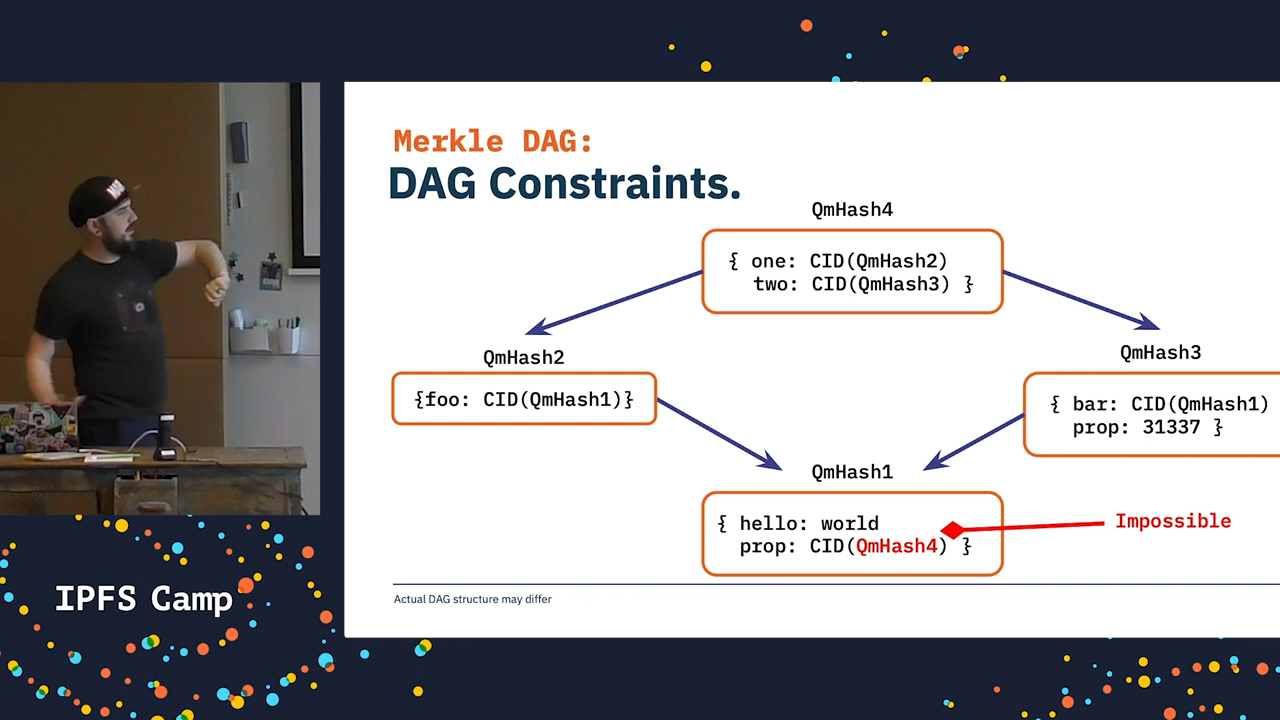 Merkle DAG:
DAG Constraints.
QmHash4
{ one: CID(QmHash2)
two: CID(QmHash3) }
QmHash2
{foo: CID(QmHash1)}
QmHash3
{ bar: CID(QmHash1)
prop: 31337 }
QmHash1
{ hello: world
prop: CID(QmHash4) }
Impossible
Actual DAG structure may differ
IPFS Camp